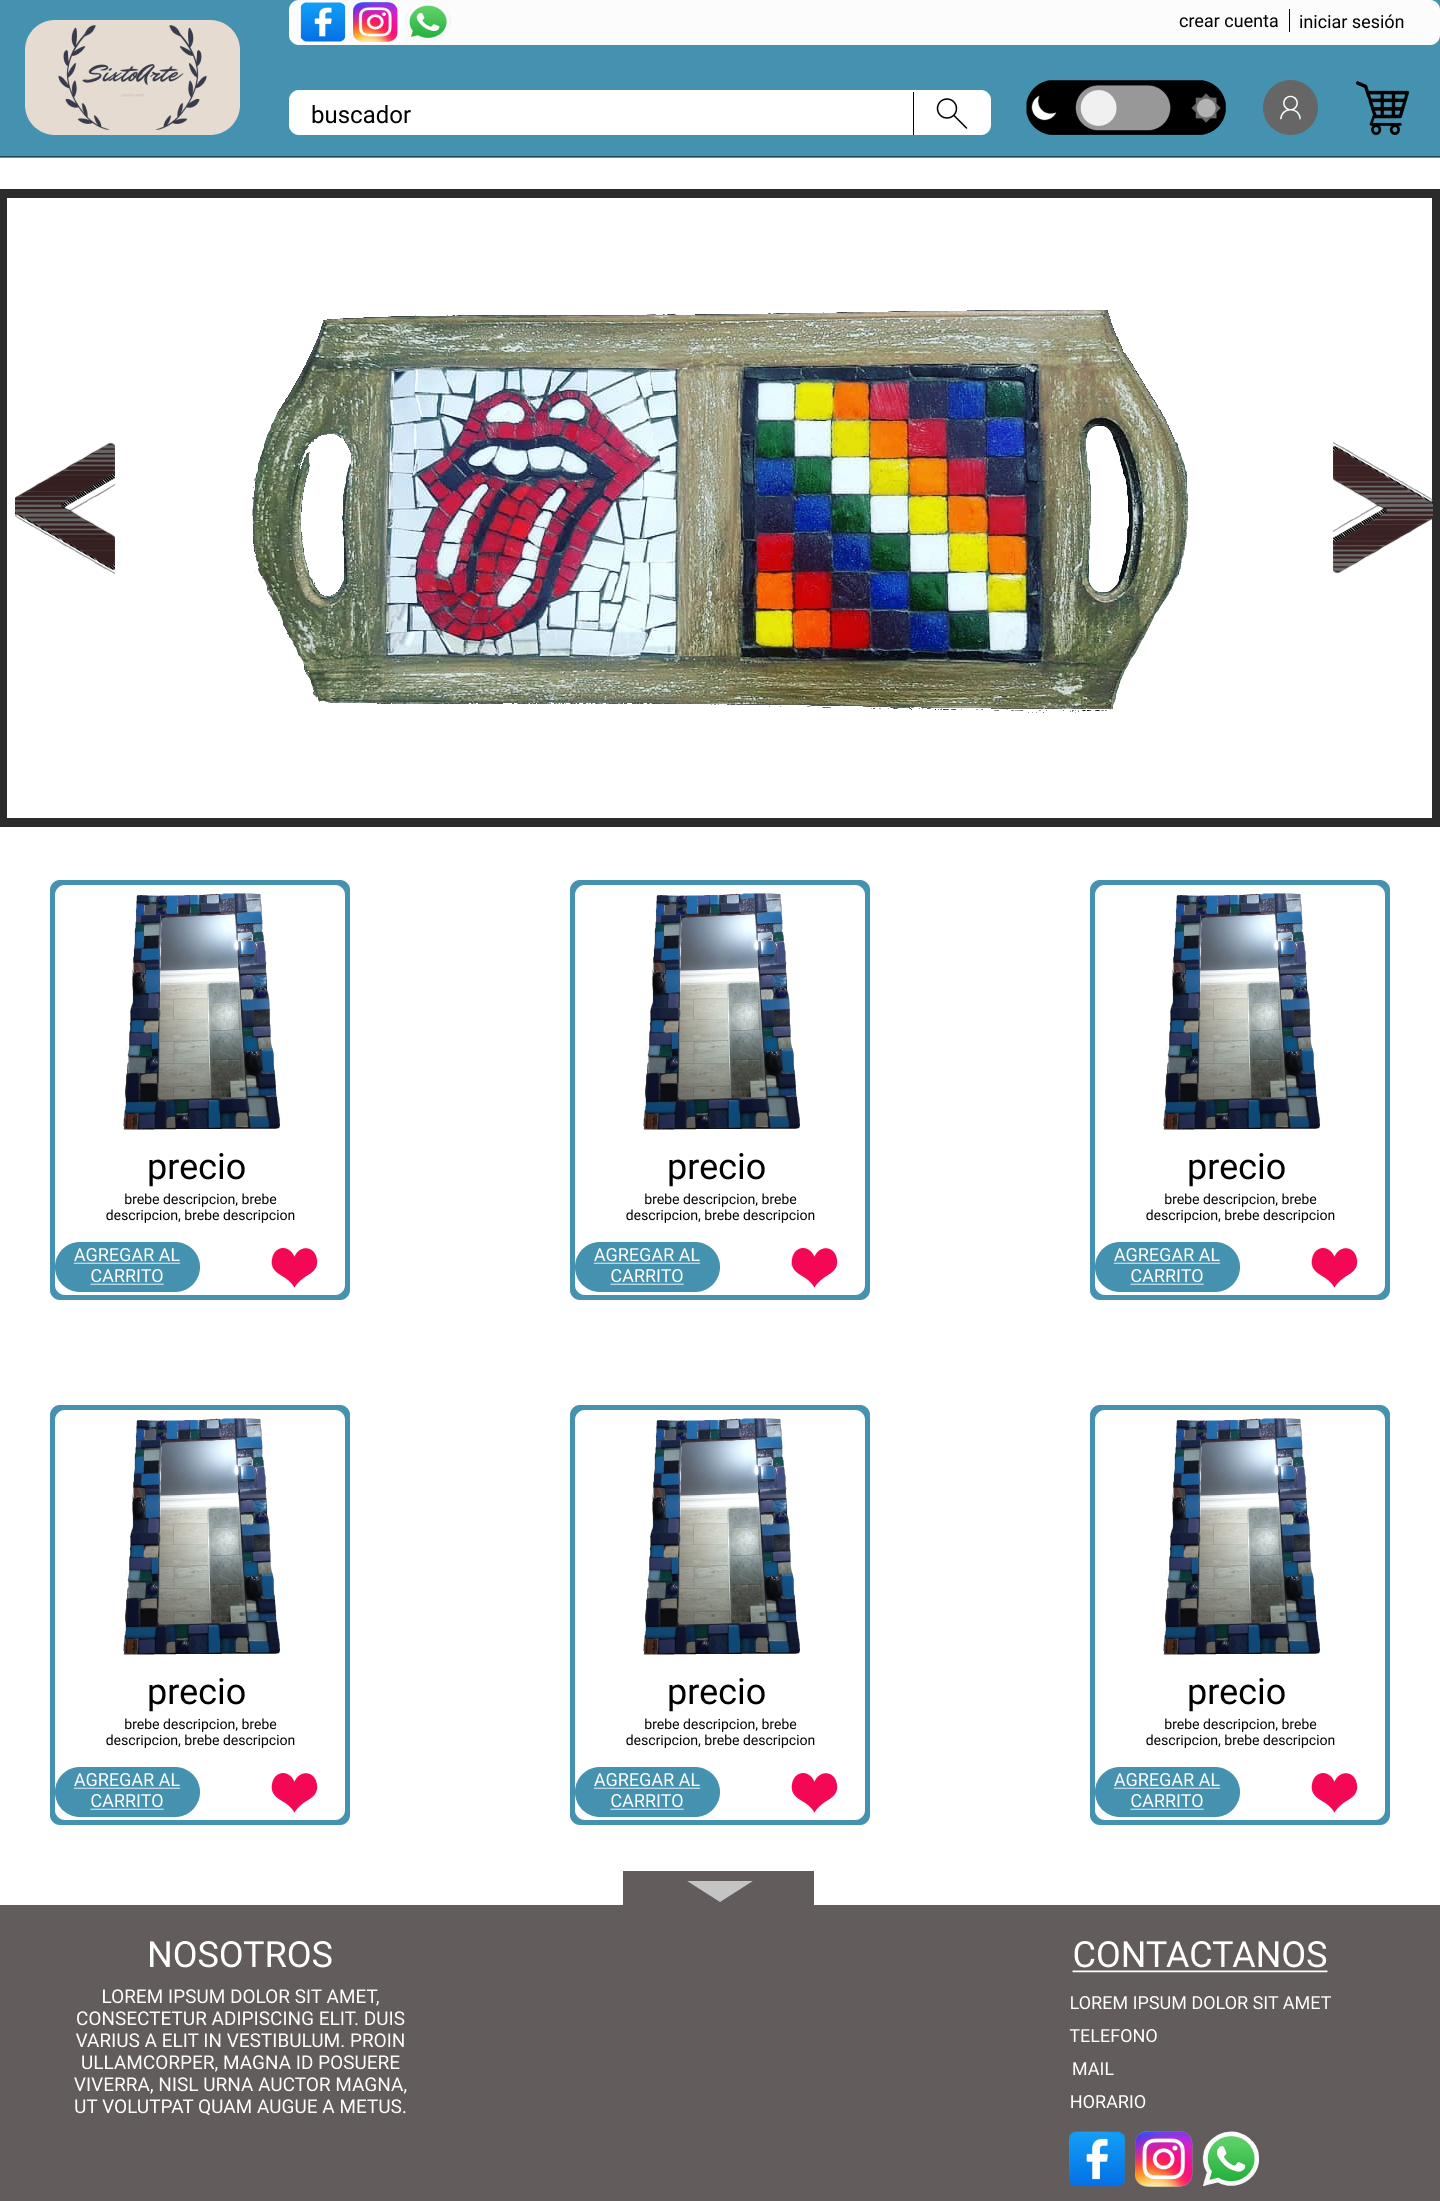 crear cuenta
iniciar sesión
SixtoArte
buscador
precio
brebe descripcion, brebe
descripcion, brebe descripcion
AGREGAR AL
CARRITO
precio
brebe descripcion, brebe
descripcion, brebe descripcion
AGREGAR AL
CARRITO
precio
brebe descripcion, brebe
descripcion, brebe descripcion
AGREGAR AL
CARRITO
precio
brebe descripcion, brebe
descripcion, brebe descripcion
AGREGAR AL
CARRITO
precio
brebe descripcion, brebe
descripcion, brebe descripcion
AGREGAR AL
CARRITO
precio
brebe descripcion, brebe
descripcion, brebe descripcion
AGREGAR AL
CARRITO
NOSOTROS
LOREM IPSUM DOLOR SIT AMET,
CONSECTETUR ADIPISCING ELIT. DUIS
VARIUS A ELIT IN VESTIBULUM. PROIN
ULLAMCORPER, MAGNA ID POSUERE
VIVERRA, NISL URNA AUCTOR MAGNA,
UT VOLUTPAT QUAM AUGUE A METUS.
CONTACTANOS
LOREM IPSUM DOLOR SIT AMET
TELEFONO
MAIL
HORARIO